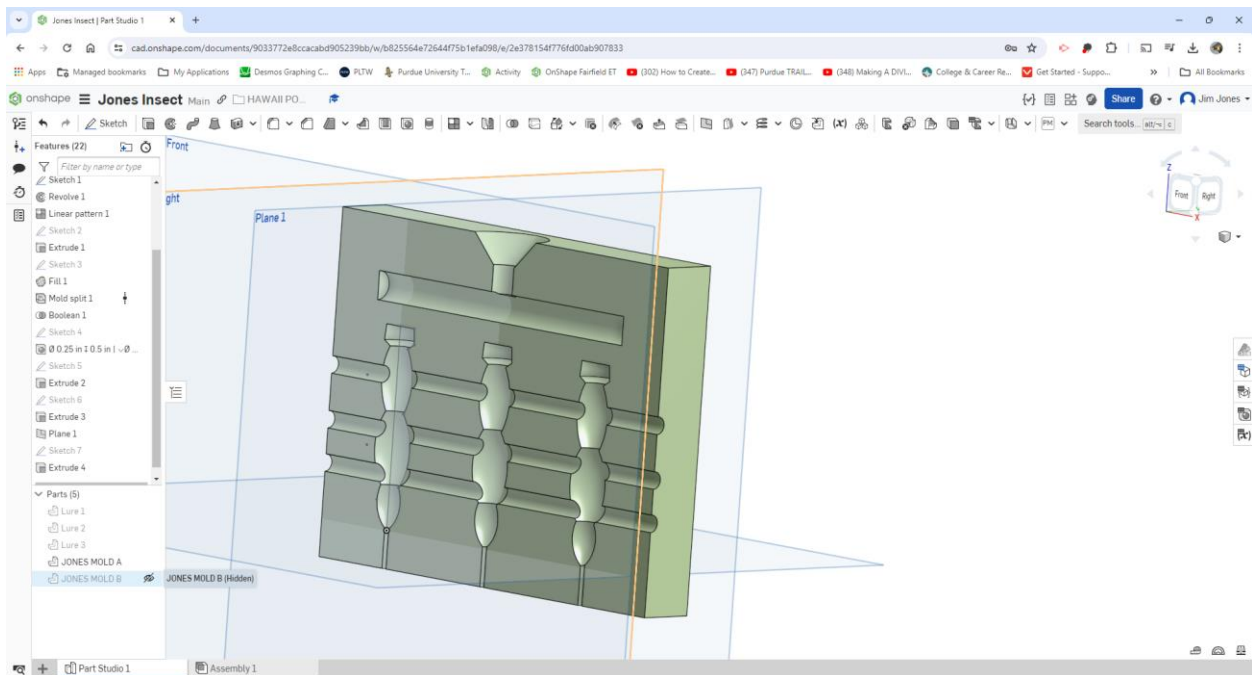 Jones Insect | Part Studio 1
cad.onshape.com/documents/9033772e8ccacabd905239bb/w/b825564e72644f75b1efa098/e/2e378154f776fd00ab907833
Apps Managed bookmarks My Applications Desmos Graphing C... PLTW Purdue University T... Activity OnShape Fairfield ET (302) How to Create... (347) Purdue TRAIL... (348) Making A DIVI... College & Career Re... Get Started - Suppo... All Bookmarks
onshape Jones Insect Main HAWAII PO... Share Jim Jones
Sketch Search tools... alt/⌥ c
Features (22)
Filter by name or type
Sketch 1
Revolve 1
Linear pattern 1
Sketch 2
Extrude 1
Sketch 3
Fill 1
Mold split 1
Boolean 1
Sketch 4
Ø 0.25 in ↧ 0.5 in | ⌵Ø ...
Sketch 5
Extrude 2
Sketch 6
Extrude 3
Plane 1
Sketch 7
Extrude 4
Parts (5)
Lure 1
Lure 2
Lure 3
JONES MOLD A
JONES MOLD B
JONES MOLD B (Hidden)
Front
ght
Plane 1
Z
Front Right
X
Part Studio 1 Assembly 1